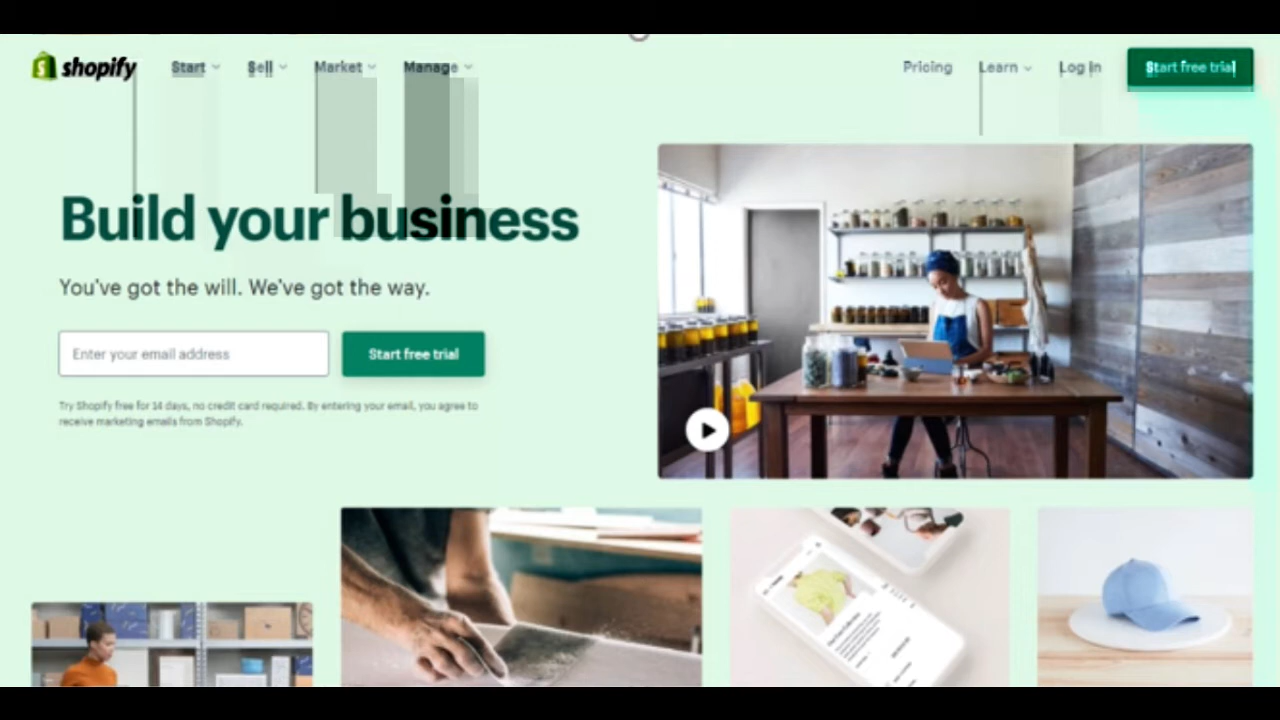 shopify Start Sell Market Manage Pricing Learn Log in Start free trial
Build your business
You've got the will. We've got the way.
Enter your email address Start free trial
Try Shopify free for 14 days, no credit card required. By entering your email, you agree to
receive marketing emails from Shopify.